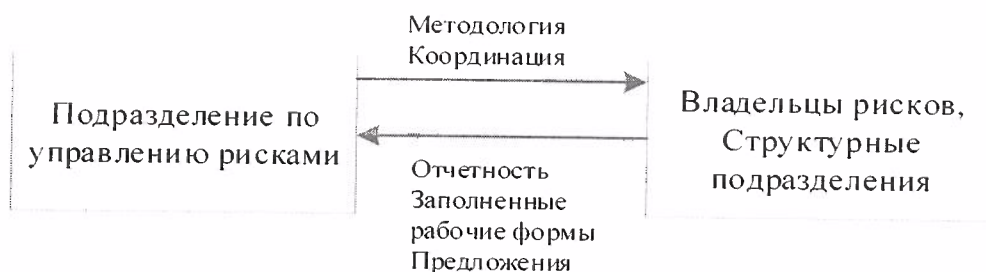 Методология
Координация
Подразделение по
управлению рисками
Владельцы рисков,
Структурные
подразделения
Отчетность
Заполненные
рабочие формы
Предложения